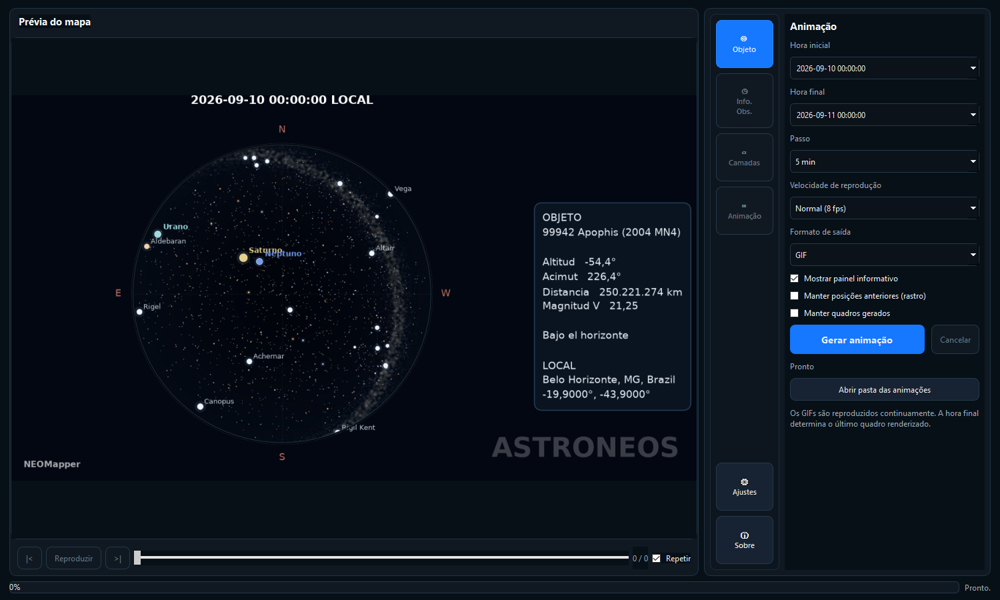 Prévia do mapa
2026-09-10 00:00:00 LOCAL
N
Vega
Urano
Aldebaran
Saturno
Neptuno
Altair
E
W
Rigel
Achernar
Canopus
Rigil Kent
S
OBJETO
99942 Apophis (2004 MN4)
Altitud -54,4°
Acimut 226,4°
Distancia 250.221.274 km
Magnitud V 21,25
Bajo el horizonte
LOCAL
Belo Horizonte, MG, Brazil
-19,9000°, -43,9000°
ASTRONEOS
NEOMapper
|<
Reproduzir
>|
0 / 0
Repetir
0%
Pronto.
Objeto
Info.
Obs.
Camadas
Animação
Ajustes
Sobre
Animação
Hora inicial
2026-09-10 00:00:00
Hora final
2026-09-11 00:00:00
Passo
5 min
Velocidade de reprodução
Normal (8 fps)
Formato de saída
GIF
Mostrar painel informativo
Manter posições anteriores (rastro)
Manter quadros gerados
Gerar animação
Cancelar
Pronto
Abrir pasta das animações
Os GIFs são reproduzidos continuamente. A hora final
determina o último quadro renderizado.